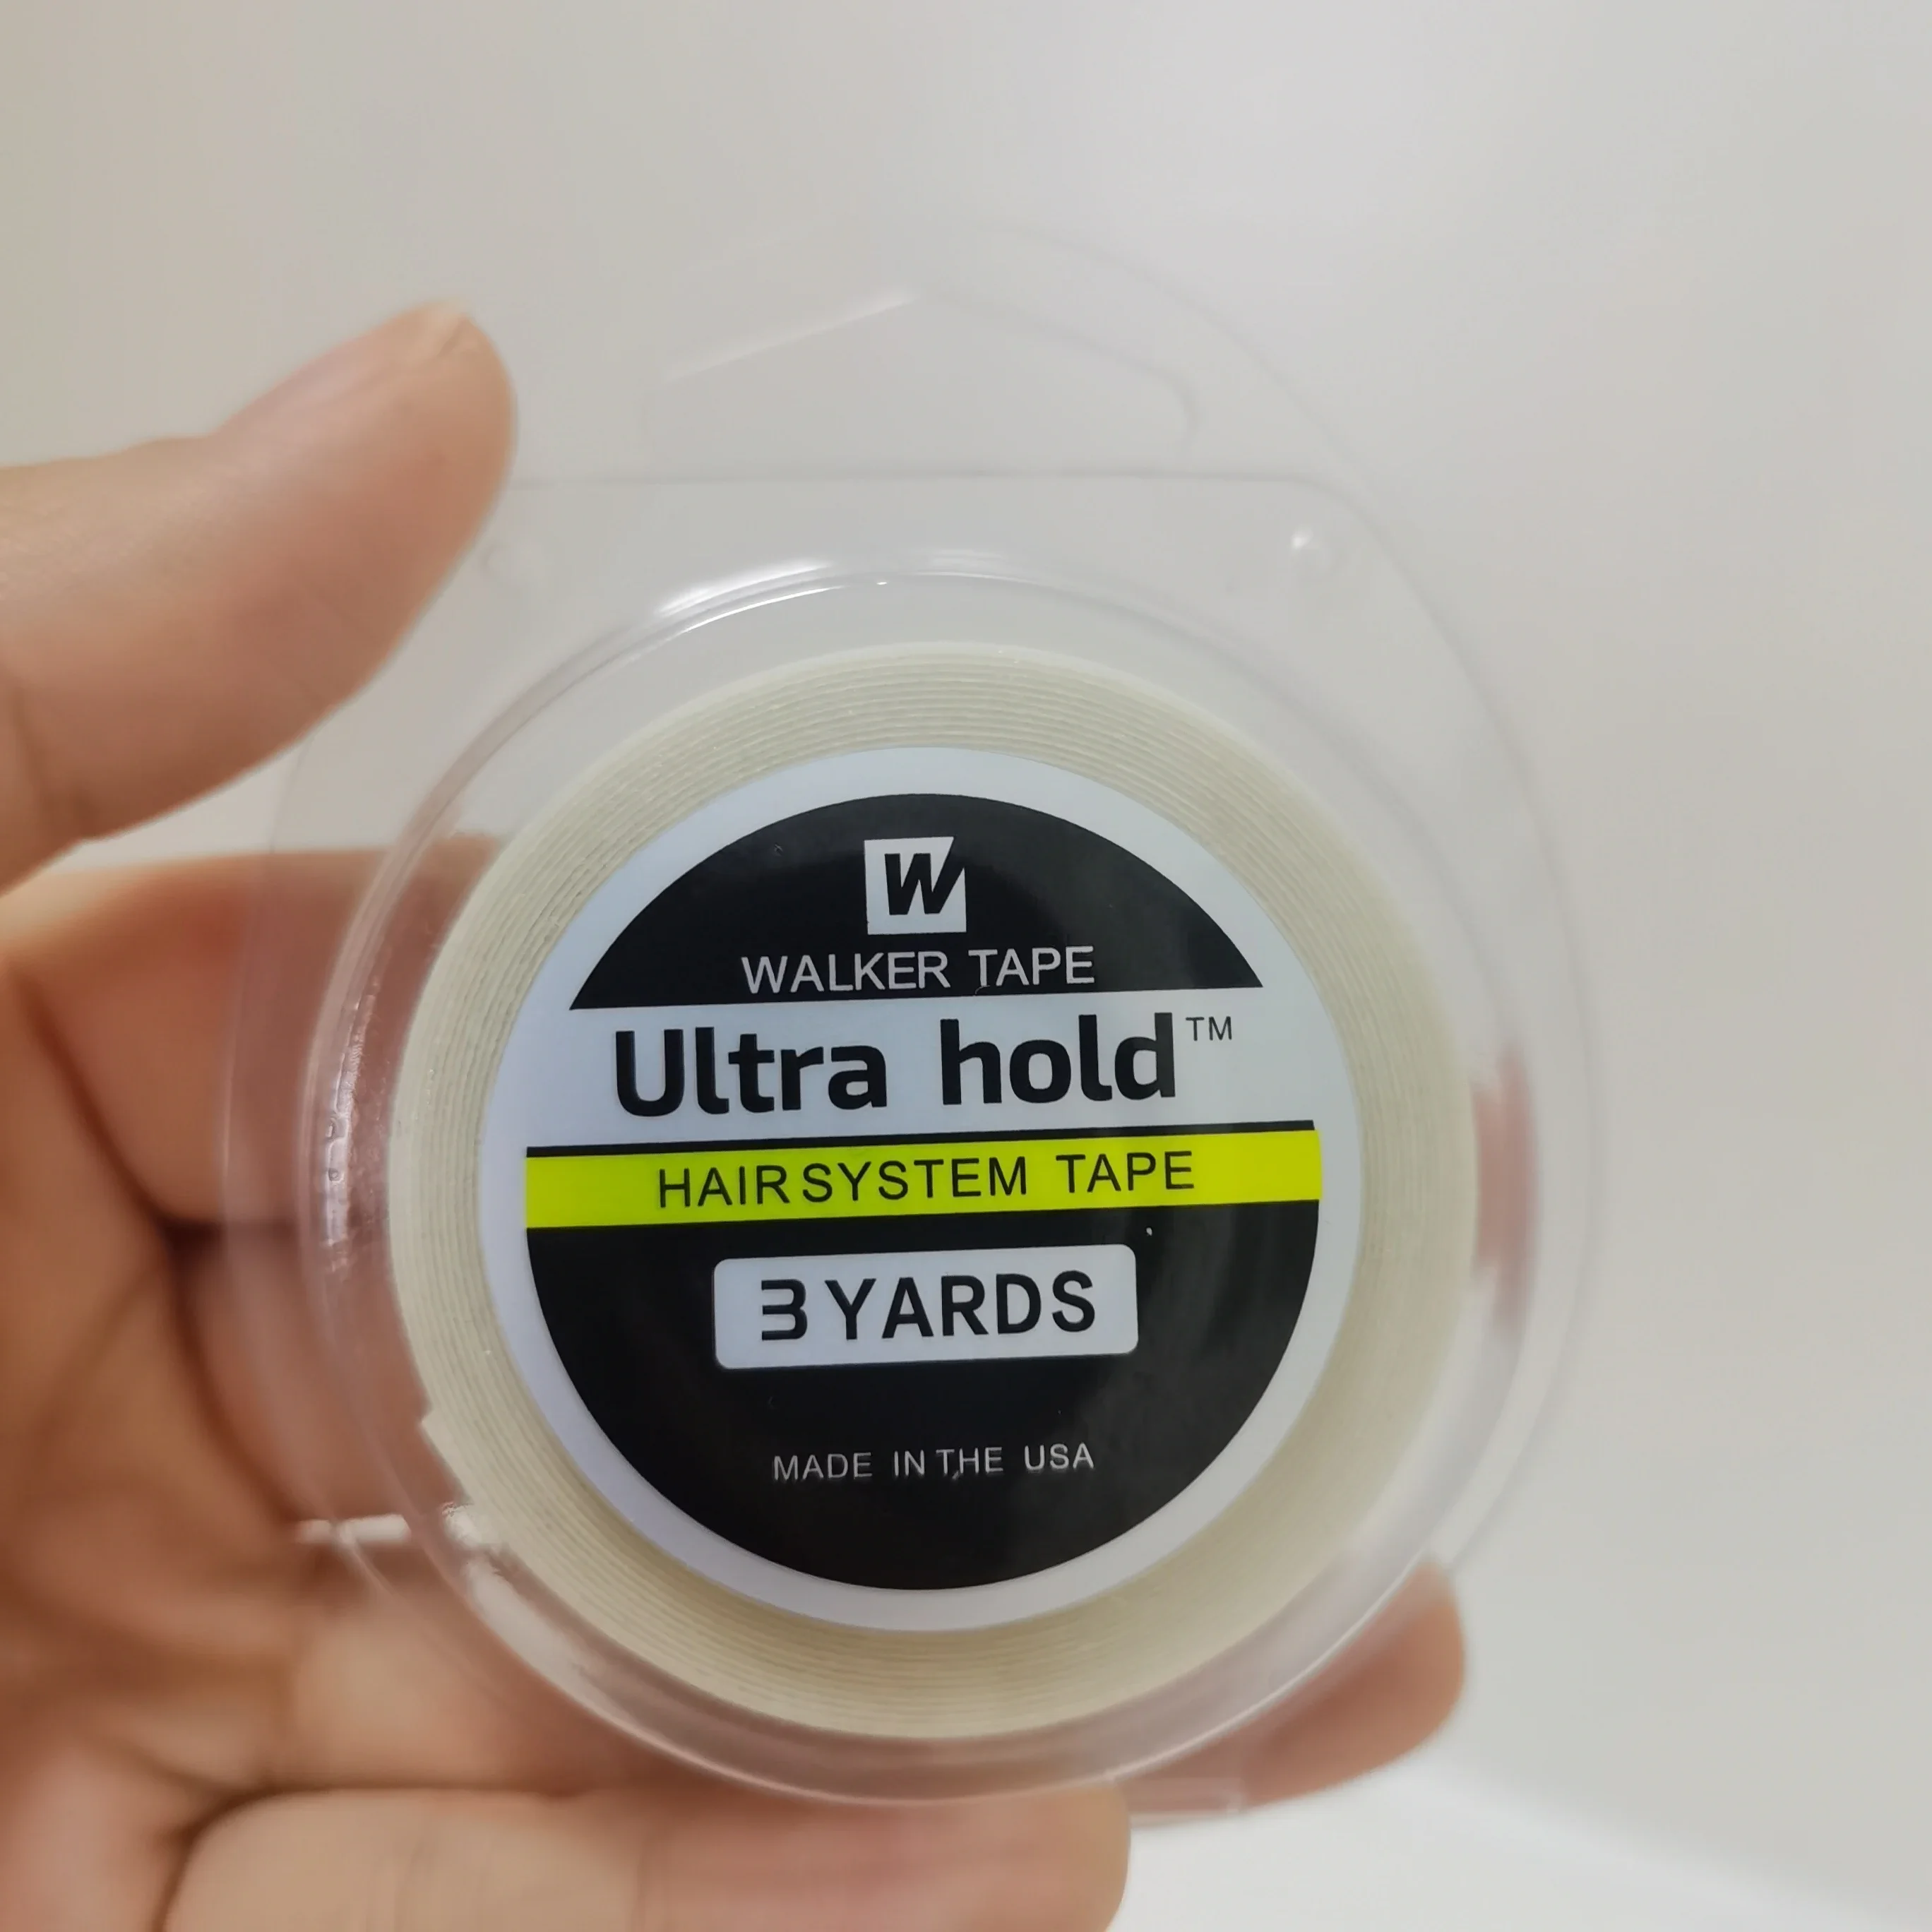 W
WALKER TAPE
Ultra hold™
HAIR SYSTEM TAPE
3 YARDS
MADE IN THE USA